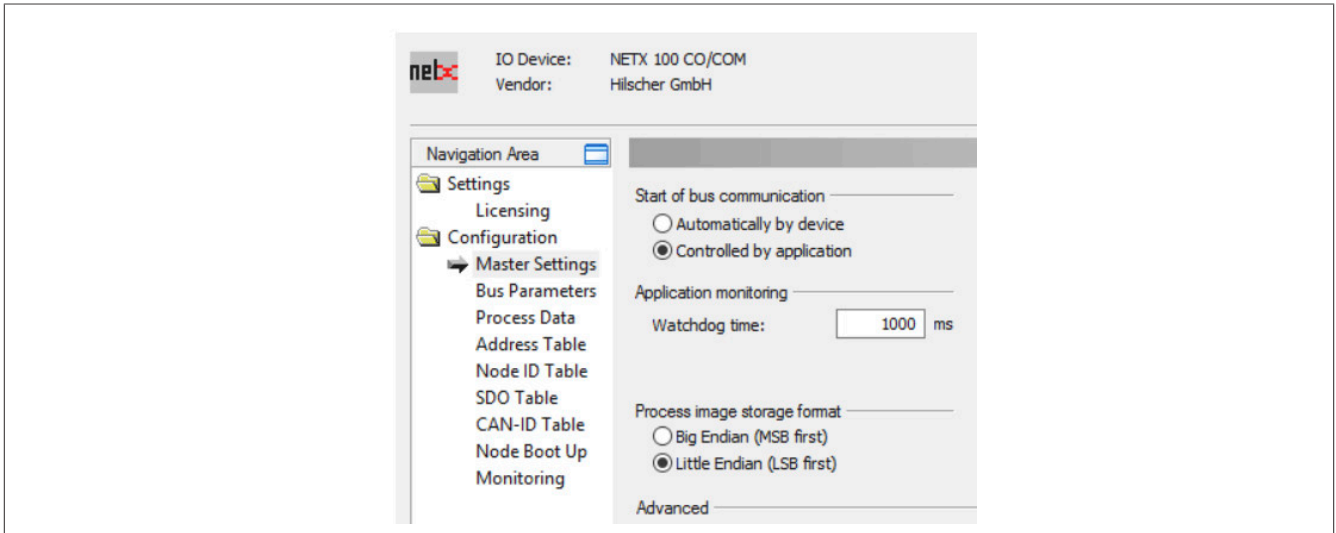 netx
IO Device: NETX 100 CO/COM
Vendor: Hilscher GmbH
Navigation Area
Settings
Licensing
Configuration
Master Settings
Bus Parameters
Process Data
Address Table
Node ID Table
SDO Table
CAN-ID Table
Node Boot Up
Monitoring
Start of bus communication
Automatically by device
Controlled by application
Application monitoring
Watchdog time: 1000 ms
Process image storage format
Big Endian (MSB first)
Little Endian (LSB first)
Advanced